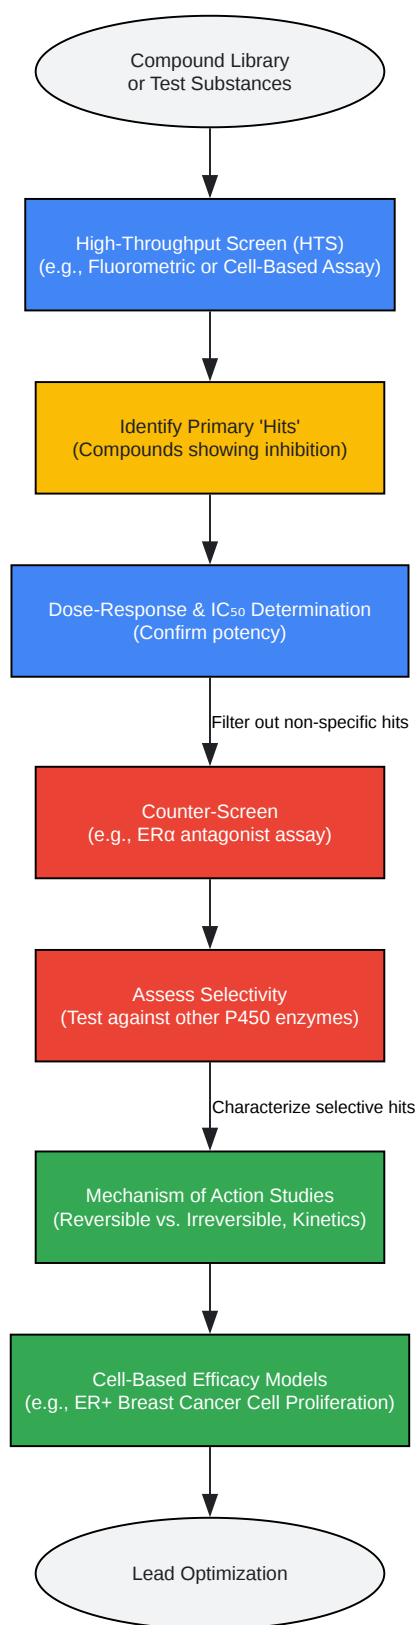 Compound Library
or Test Substances
High-Throughput Screen (HTS)
(e.g., Fluorometric or Cell-Based Assay)
Identify Primary 'Hits'
(Compounds showing inhibition)
Dose-Response & IC₅₀ Determination
(Confirm potency)
Filter out non-specific hits
Counter-Screen
(e.g., ERα antagonist assay)
Assess Selectivity
(Test against other P450 enzymes)
Characterize selective hits
Mechanism of Action Studies
(Reversible vs. Irreversible, Kinetics)
Cell-Based Efficacy Models
(e.g., ER+ Breast Cancer Cell Proliferation)
Lead Optimization